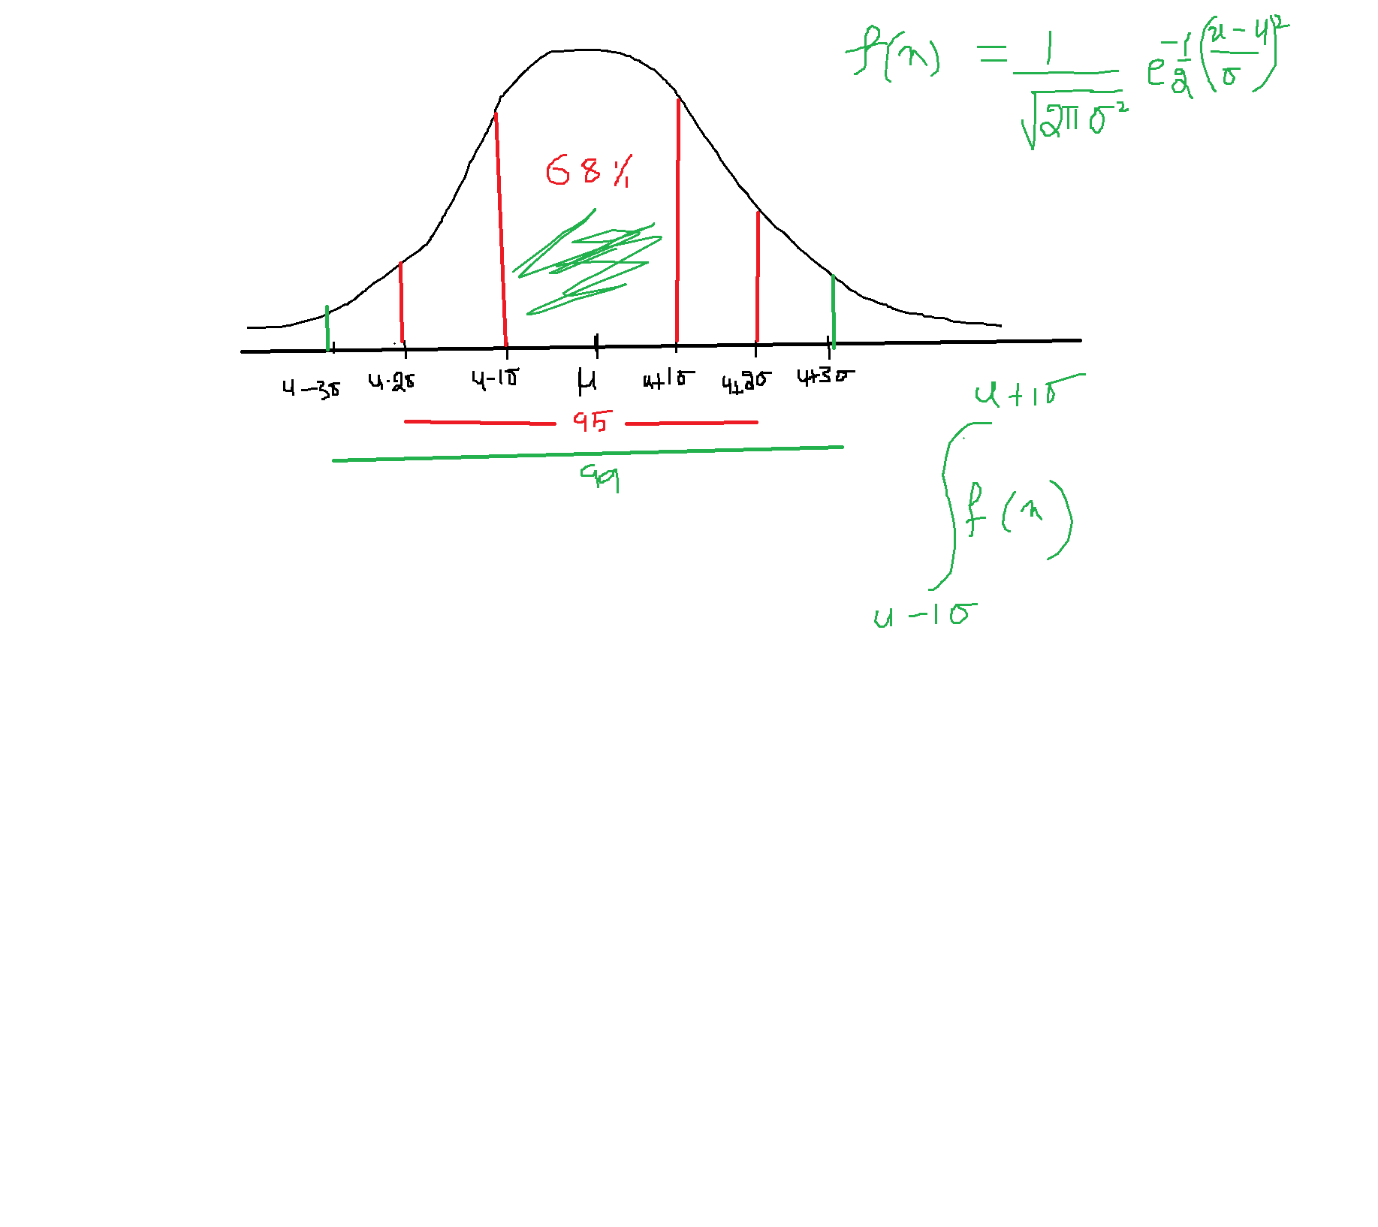 f(x) = 1/√2πσ² e^-1/2((x-μ)/σ)²
68%
μ-3σ μ-2σ μ-1σ μ μ+1σ μ+2σ μ+3σ
95
99
μ+1σ
∫ f(x)
μ-1σ